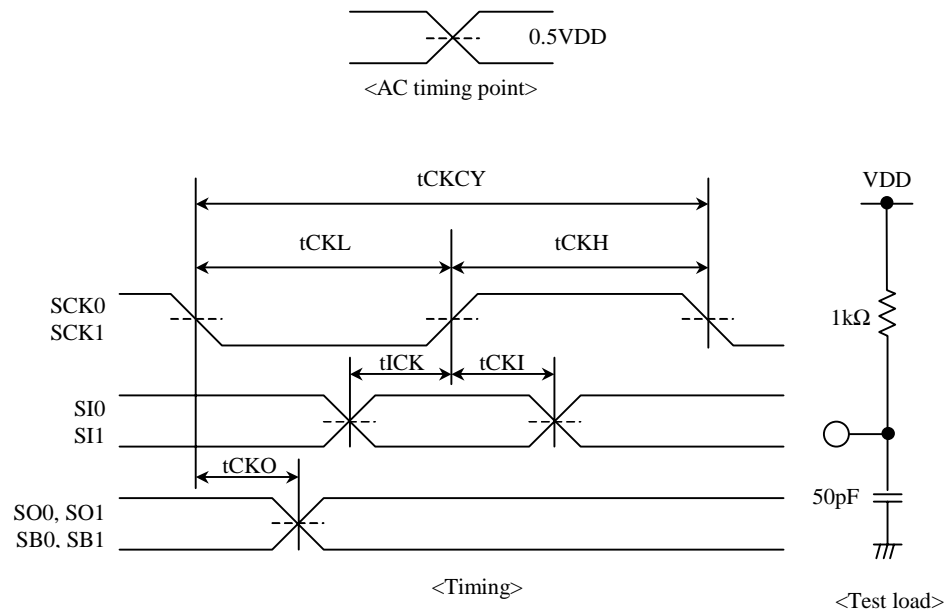 0.5VDD
<AC timing point>
tCKCY
VDD
tCKL
tCKH
SCK0
SCK1
1kΩ
tICK
tCKI
SI0
SI1
tCKO
50pF
SO0, SO1
SB0, SB1
<Timing>
<Test load>